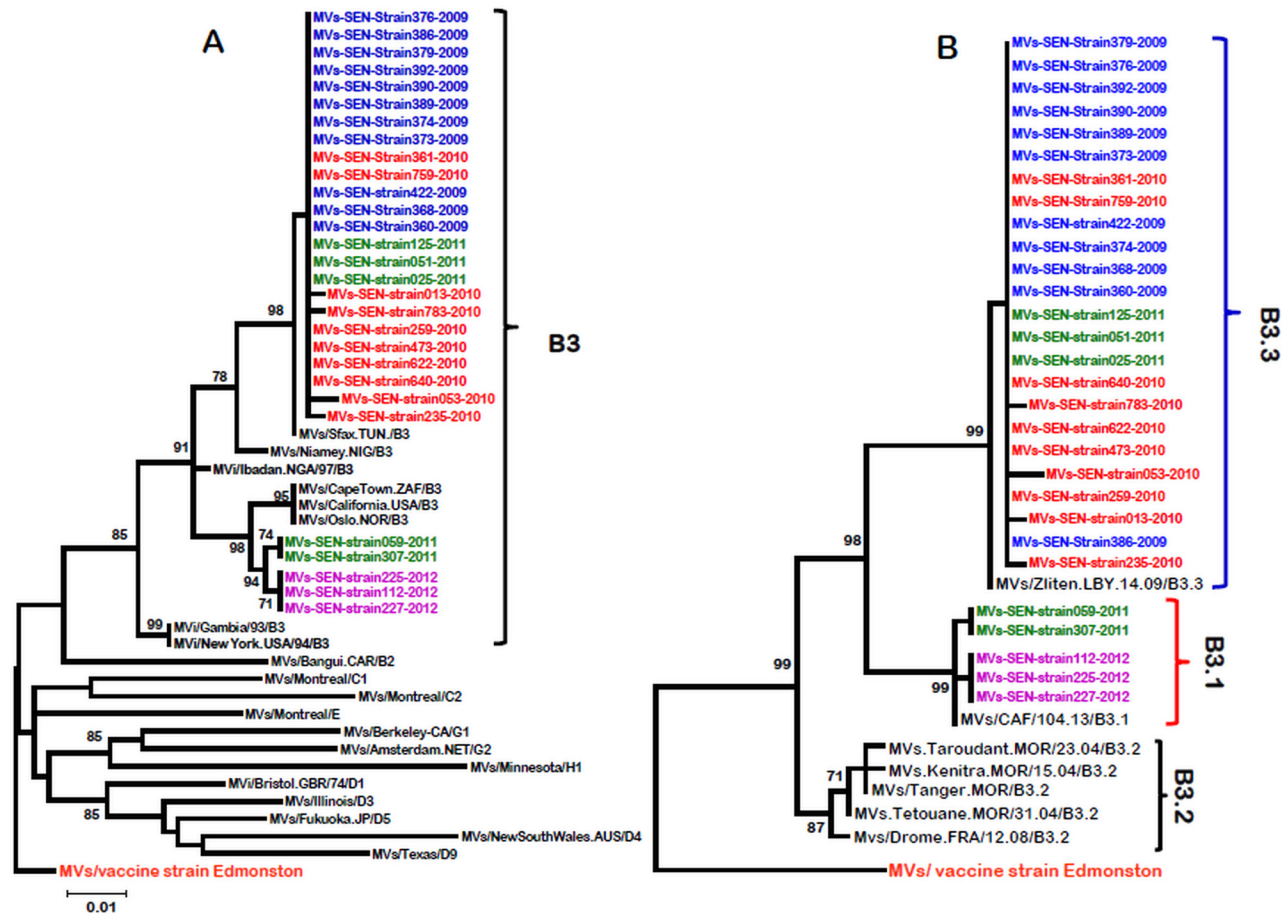 A
MVs-SEN-Strain376-2009
MVs-SEN-Strain386-2009
MVs-SEN-Strain379-2009
MVs-SEN-Strain392-2009
MVs-SEN-Strain390-2009
MVs-SEN-Strain389-2009
MVs-SEN-Strain374-2009
MVs-SEN-Strain373-2009
MVs-SEN-Strain361-2010
MVs-SEN-Strain759-2010
MVs-SEN-strain422-2009
MVs-SEN-Strain368-2009
MVs-SEN-Strain360-2009
MVs-SEN-strain125-2011
MVs-SEN-strain051-2011
MVs-SEN-strain025-2011
MVs-SEN-strain013-2010
MVs-SEN-strain783-2010
MVs-SEN-strain259-2010
MVs-SEN-strain473-2010
MVs-SEN-strain622-2010
MVs-SEN-strain640-2010
MVs-SEN-strain053-2010
MVs-SEN-strain235-2010
MVs/Sfax.TUN./B3
MVs/Niamey.NIG/B3
MVi/Ibadan.NGA/97/B3
MVs/CapeTown.ZAF/B3
MVs/California.USA/B3
MVs/Oslo.NOR/B3
MVs-SEN-strain059-2011
MVs-SEN-strain307-2011
MVs-SEN-strain225-2012
MVs-SEN-strain112-2012
MVs-SEN-strain227-2012
MVi/Gambia/93/B3
MVi/New York.USA/94/B3
MVs/Bangui.CAR/B2
MVs/Montreal/C1
MVs/Montreal/C2
MVs/Montreal/E
MVs/Berkeley-CA/G1
MVs/Amsterdam.NET/G2
MVs/Minnesota/H1
MVi/Bristol.GBR/74/D1
MVs/Illinois/D3
MVs/Fukuoka.JP/D5
MVs/NewSouthWales.AUS/D4
MVs/Texas/D9
MVs/vaccine strain Edmonston
98
78
91
95
85
74
98
94
71
99
85
85
0.01
B3
B
MVs-SEN-Strain379-2009
MVs-SEN-Strain376-2009
MVs-SEN-Strain392-2009
MVs-SEN-Strain390-2009
MVs-SEN-Strain389-2009
MVs-SEN-Strain373-2009
MVs-SEN-Strain361-2010
MVs-SEN-Strain759-2010
MVs-SEN-strain422-2009
MVs-SEN-Strain374-2009
MVs-SEN-Strain368-2009
MVs-SEN-Strain360-2009
MVs-SEN-strain125-2011
MVs-SEN-strain051-2011
MVs-SEN-strain025-2011
MVs-SEN-strain640-2010
MVs-SEN-strain783-2010
MVs-SEN-strain622-2010
MVs-SEN-strain473-2010
MVs-SEN-strain053-2010
MVs-SEN-strain259-2010
MVs-SEN-strain013-2010
MVs-SEN-Strain386-2009
MVs-SEN-strain235-2010
MVs/Zliten.LBY.14.09/B3.3
MVs-SEN-strain059-2011
MVs-SEN-strain307-2011
MVs-SEN-strain112-2012
MVs-SEN-strain225-2012
MVs-SEN-strain227-2012
MVs/CAF/104.13/B3.1
MVs.Taroudant.MOR/23.04/B3.2
MVs.Kenitra.MOR/15.04/B3.2
MVs/Tanger.MOR/B3.2
MVs.Tetouane.MOR/31.04/B3.2
Mvs/Drome.FRA/12.08/B3.2
MVs/ vaccine strain Edmonston
99
98
99
99
71
87
B3.3
B3.1
B3.2